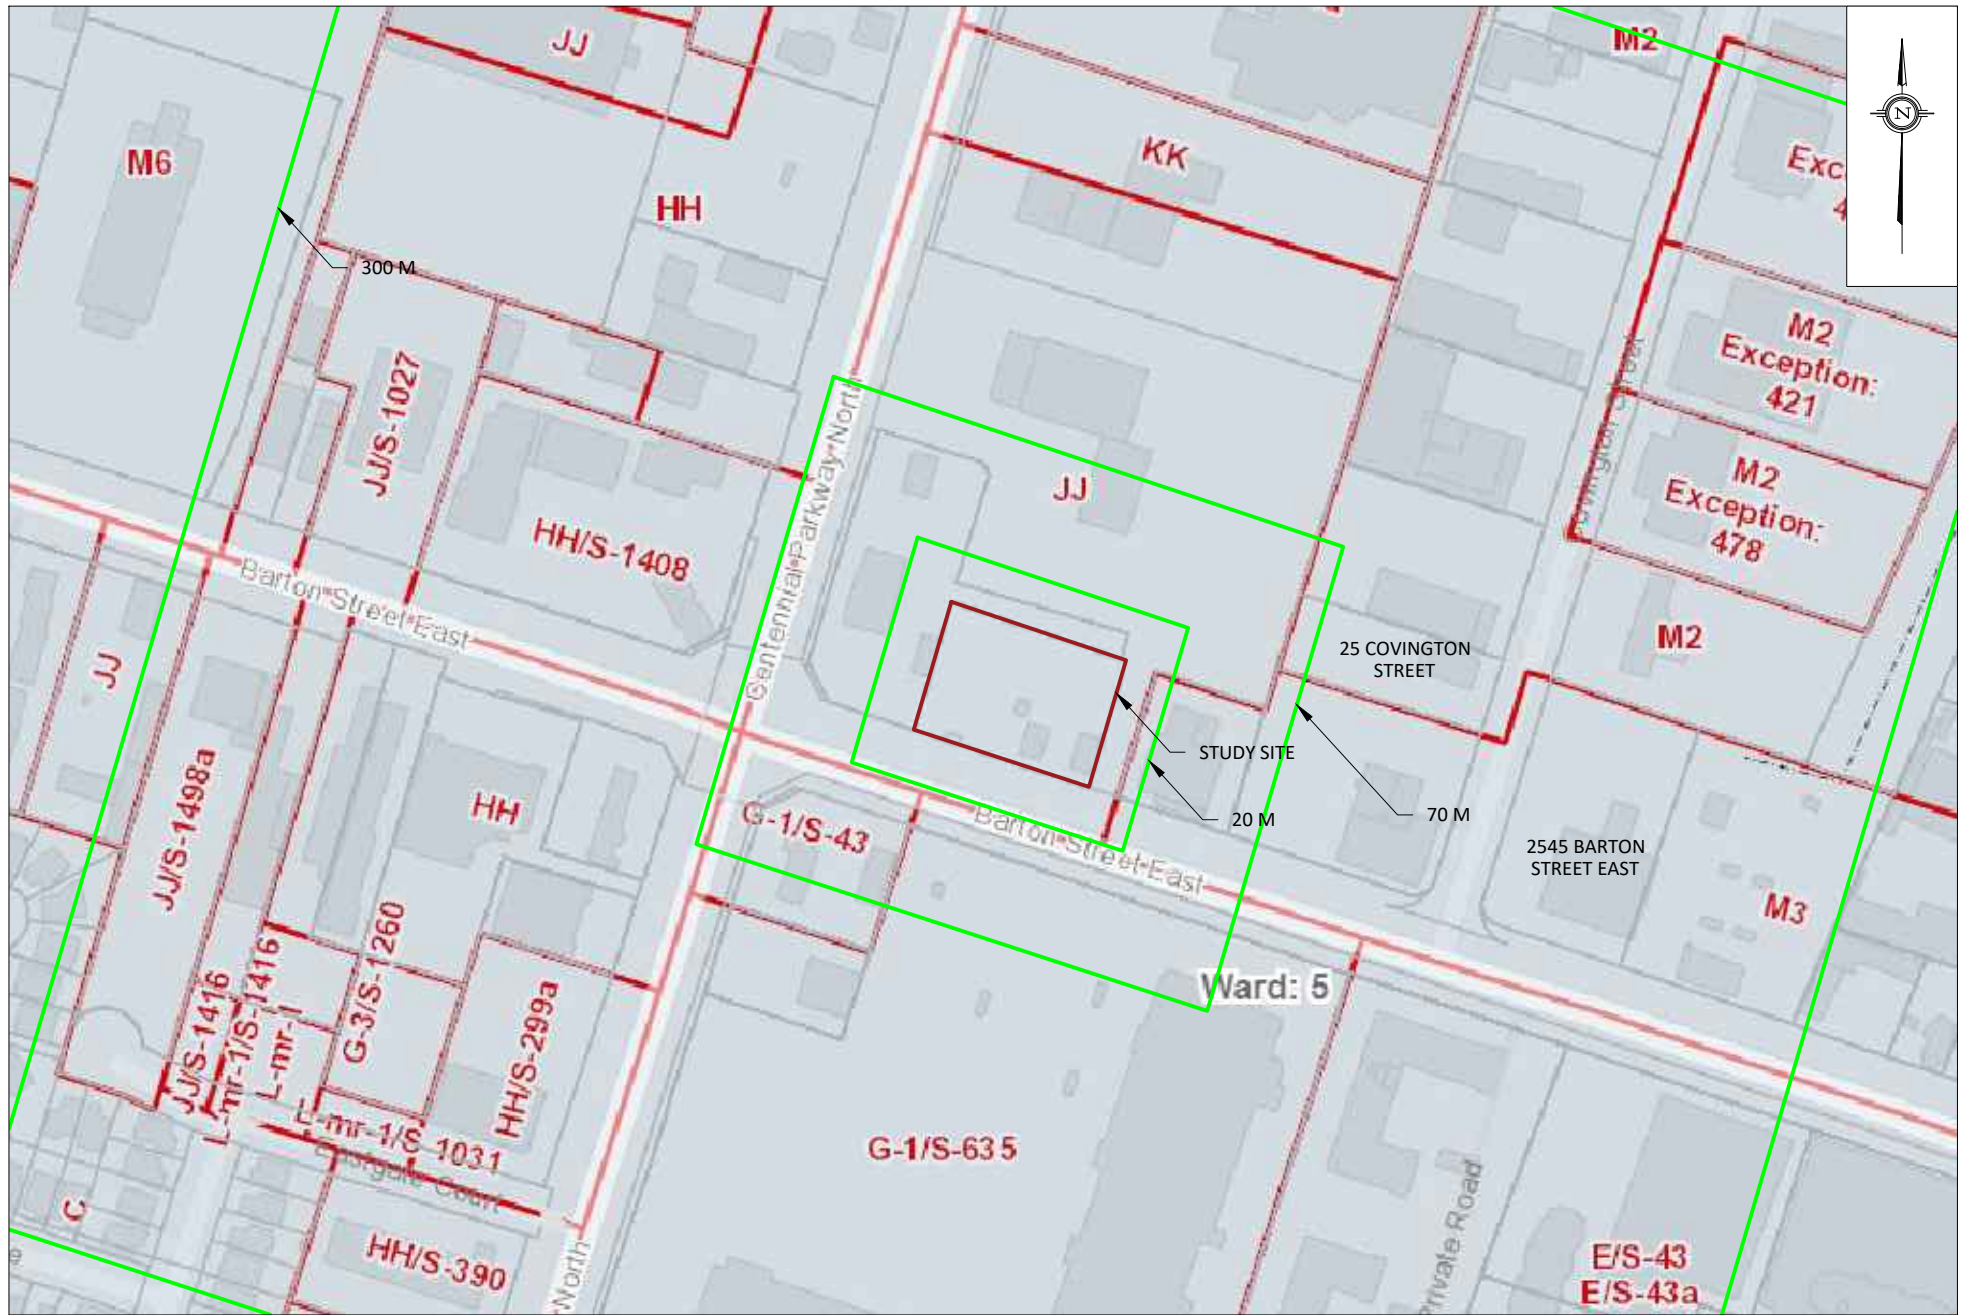 JJ
M2
N
M6
KK
HH
300 M
M2
Exception:
421
JJ/S-1027
Centennial Parkway North
JJ
M2
Exception:
478
HH/S-1408
Barton Street East
JJ
25 COVINGTON
STREET
M2
STUDY SITE
20 M
70 M
JJ/S-1498a
HH
G-1/S-43
Barton Street East
2545 BARTON
STREET EAST
M3
Ward: 5
G-3/S-1260
JJ/S-1416
L-mr-1/S-1416
L-mr-1
HH/S-299a
L-mr-1/S-1031
Eastgate Court
G-1/S-635
C
HH/S-390
North
Private Road
E/S-43
E/S-43a